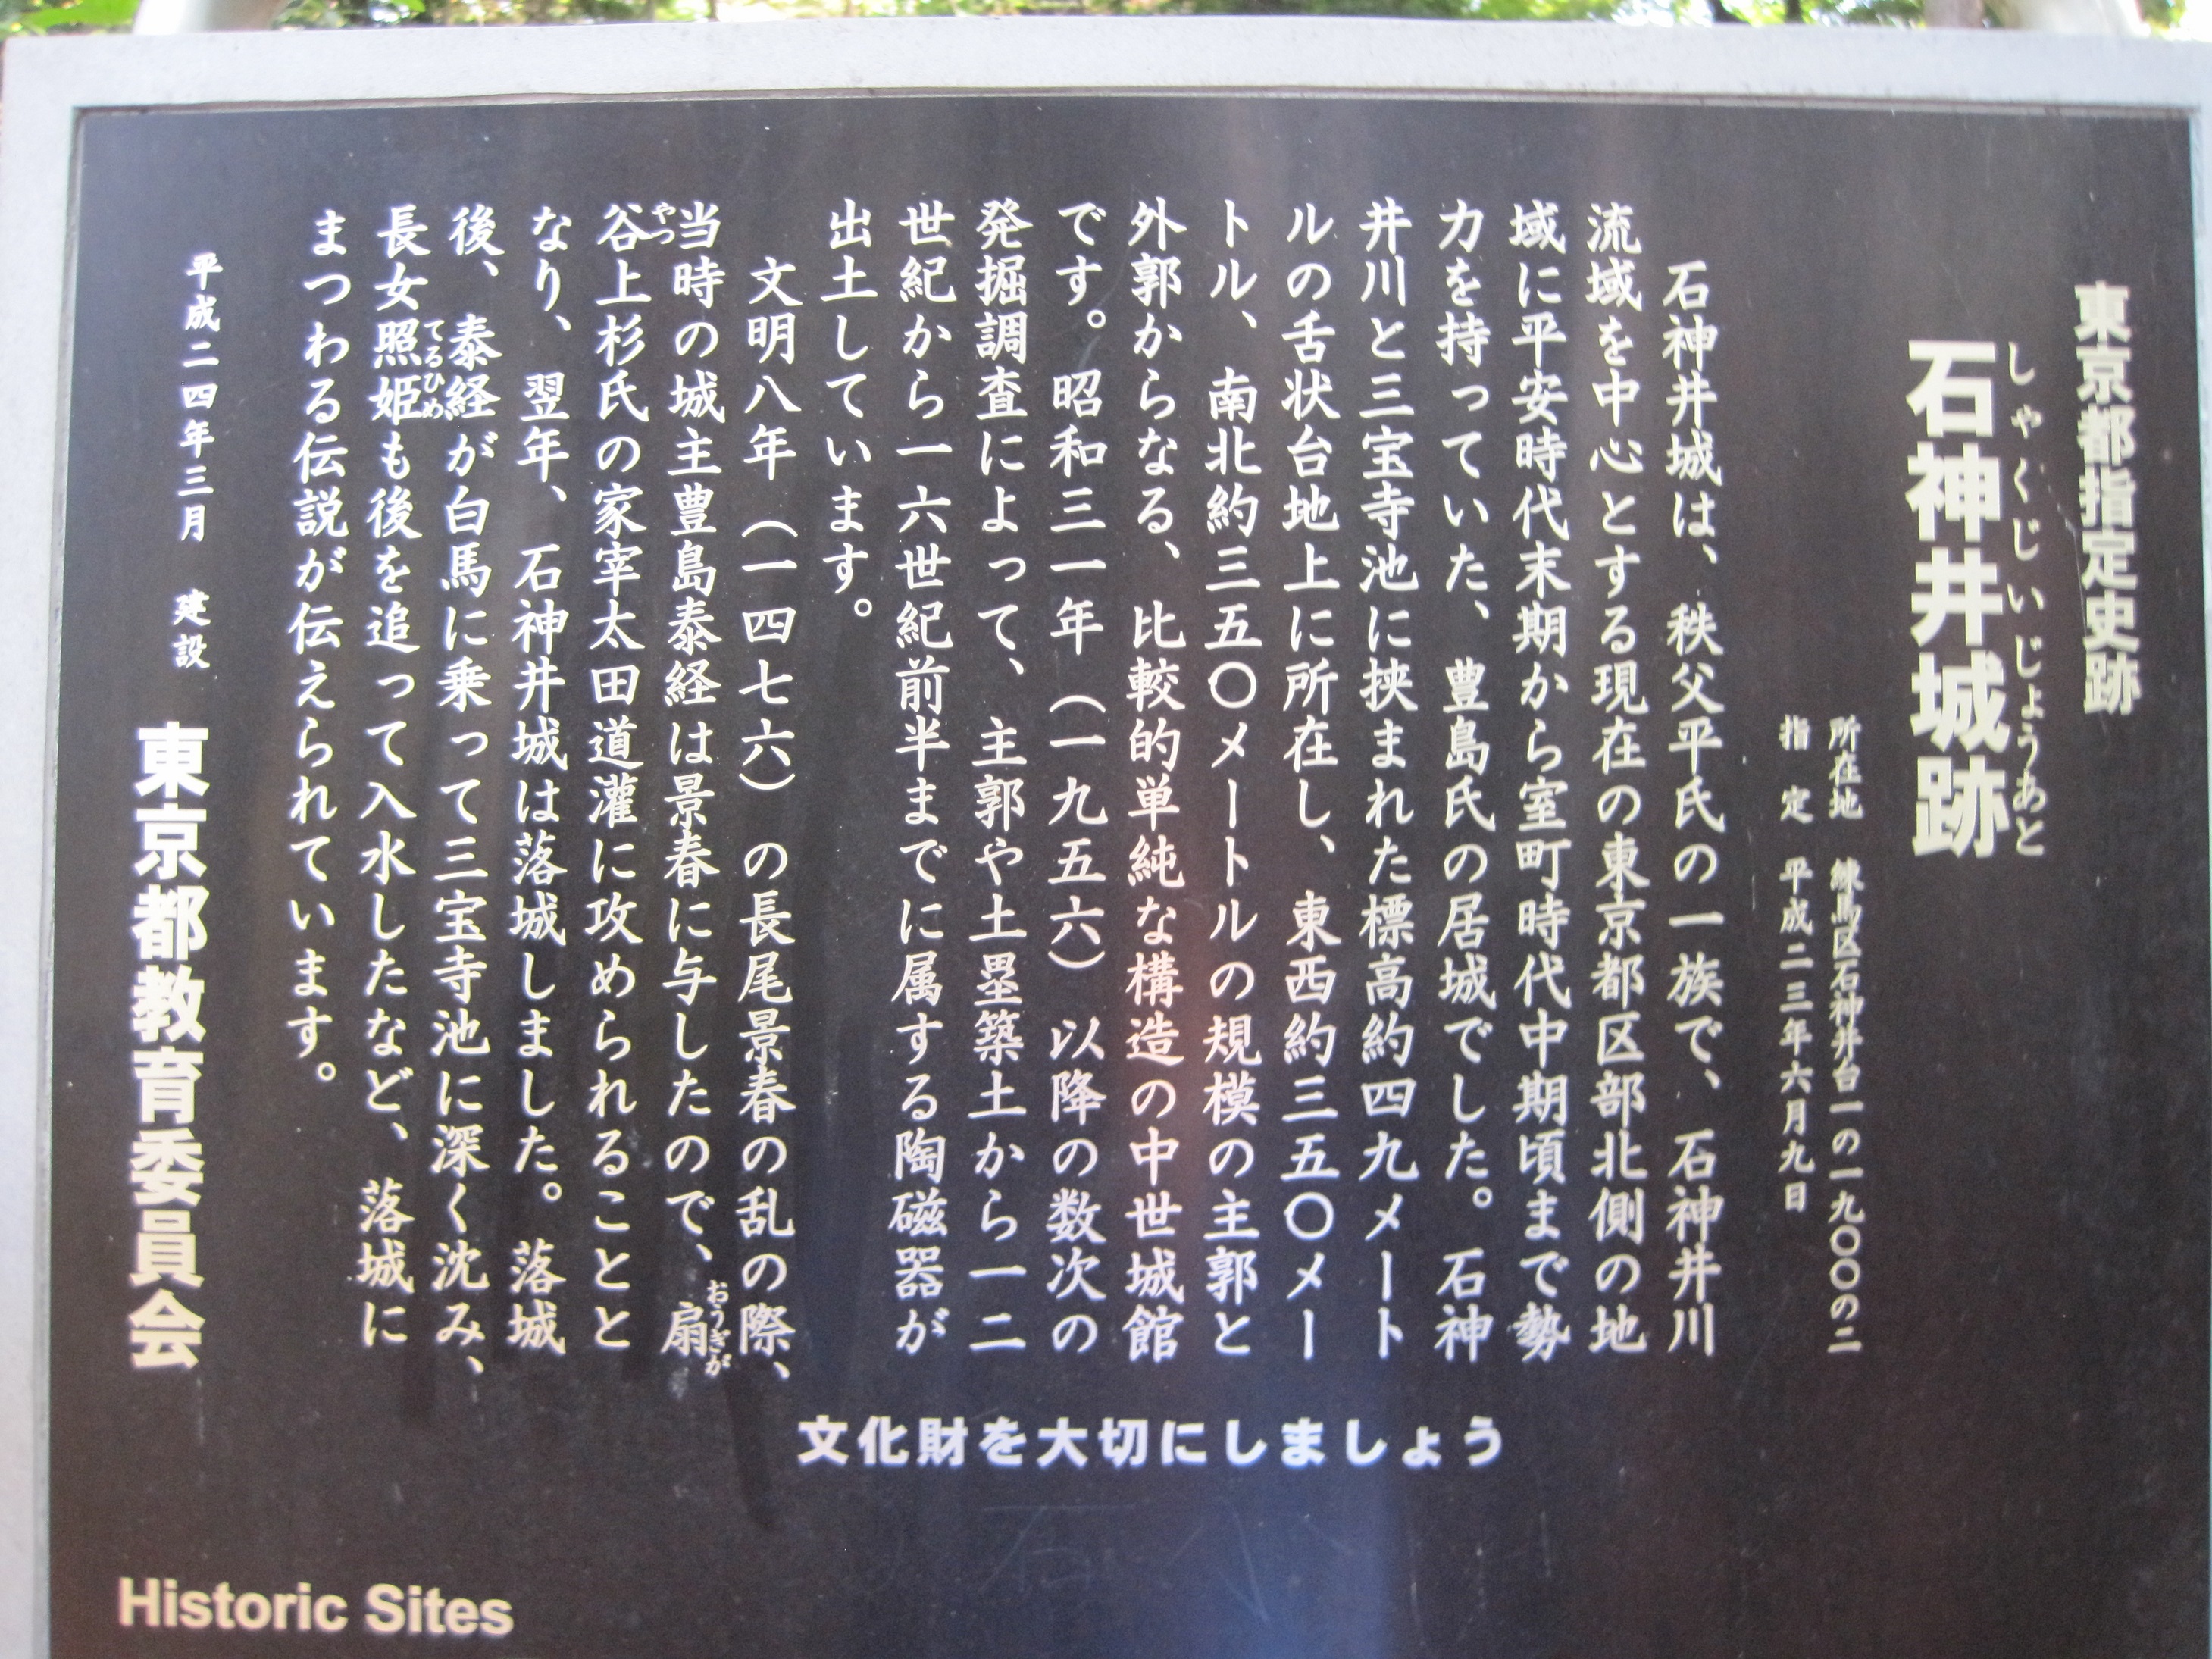 東京都指定史跡
しゃくじいじょうあと
石神井城跡
所在地 練馬区石神井台一の一九〇〇の二
指定 平成二三年六月九日
石神井城は、秩父平氏の一族で、石神井川
流域を中心とする現在の東京都区部北側の地
域に平安時代末期から室町時代中期頃まで勢
力を持っていた、豊島氏の居城でした。石神
井川と三宝寺池に挟まれた標高約四九メート
ルの舌状台地上に所在し、東西約三五〇メー
トル、南北約三五〇メートルの規模の主郭と
外郭からなる、比較的単純な構造の中世城館
です。昭和三一年（一九五六）以降の数次の
発掘調査によって、主郭や土塁築土から一二
世紀から一六世紀前半までに属する陶磁器が
出土しています。
文明八年（一四七六）の長尾景春の乱の際、
おうぎが
当時の城主豊島泰経は景春に与したので、扇
やつ
谷上杉氏の家宰太田道灌に攻められることと
なり、翌年、石神井城は落城しました。落城
後、泰経が白馬に乗って三宝寺池に深く沈み、
てるひめ
長女照姫も後を追って入水したなど、落城に
まつわる伝説が伝えられています。
平成二四年三月 建設
東京都教育委員会
文化財を大切にしましょう
Historic Sites